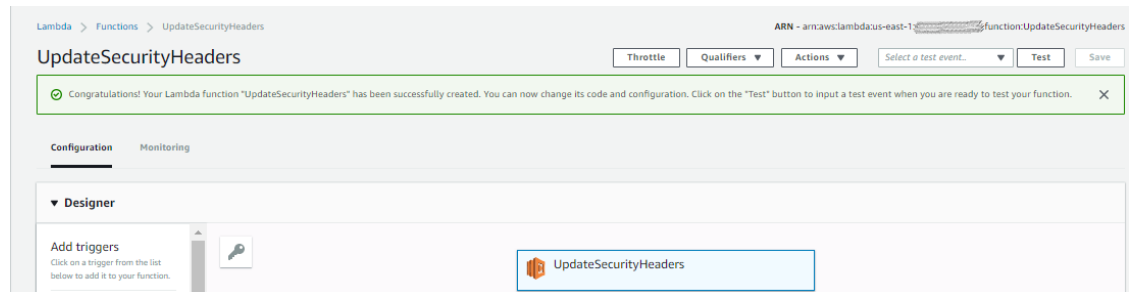 Lambda > Functions > UpdateSecurityHeaders
ARN - arn:aws:lambda:us-east-1: function:UpdateSecurityHeaders
UpdateSecurityHeaders
Throttle Qualifiers ▼ Actions ▼ Select a test event.. ▼ Test Save
Congratulations! Your Lambda function "UpdateSecurityHeaders" has been successfully created. You can now change its code and configuration. Click on the "Test" button to input a test event when you are ready to test your function.
Configuration Monitoring
▼ Designer
Add triggers
Click on a trigger from the list
below to add it to your function.
UpdateSecurityHeaders